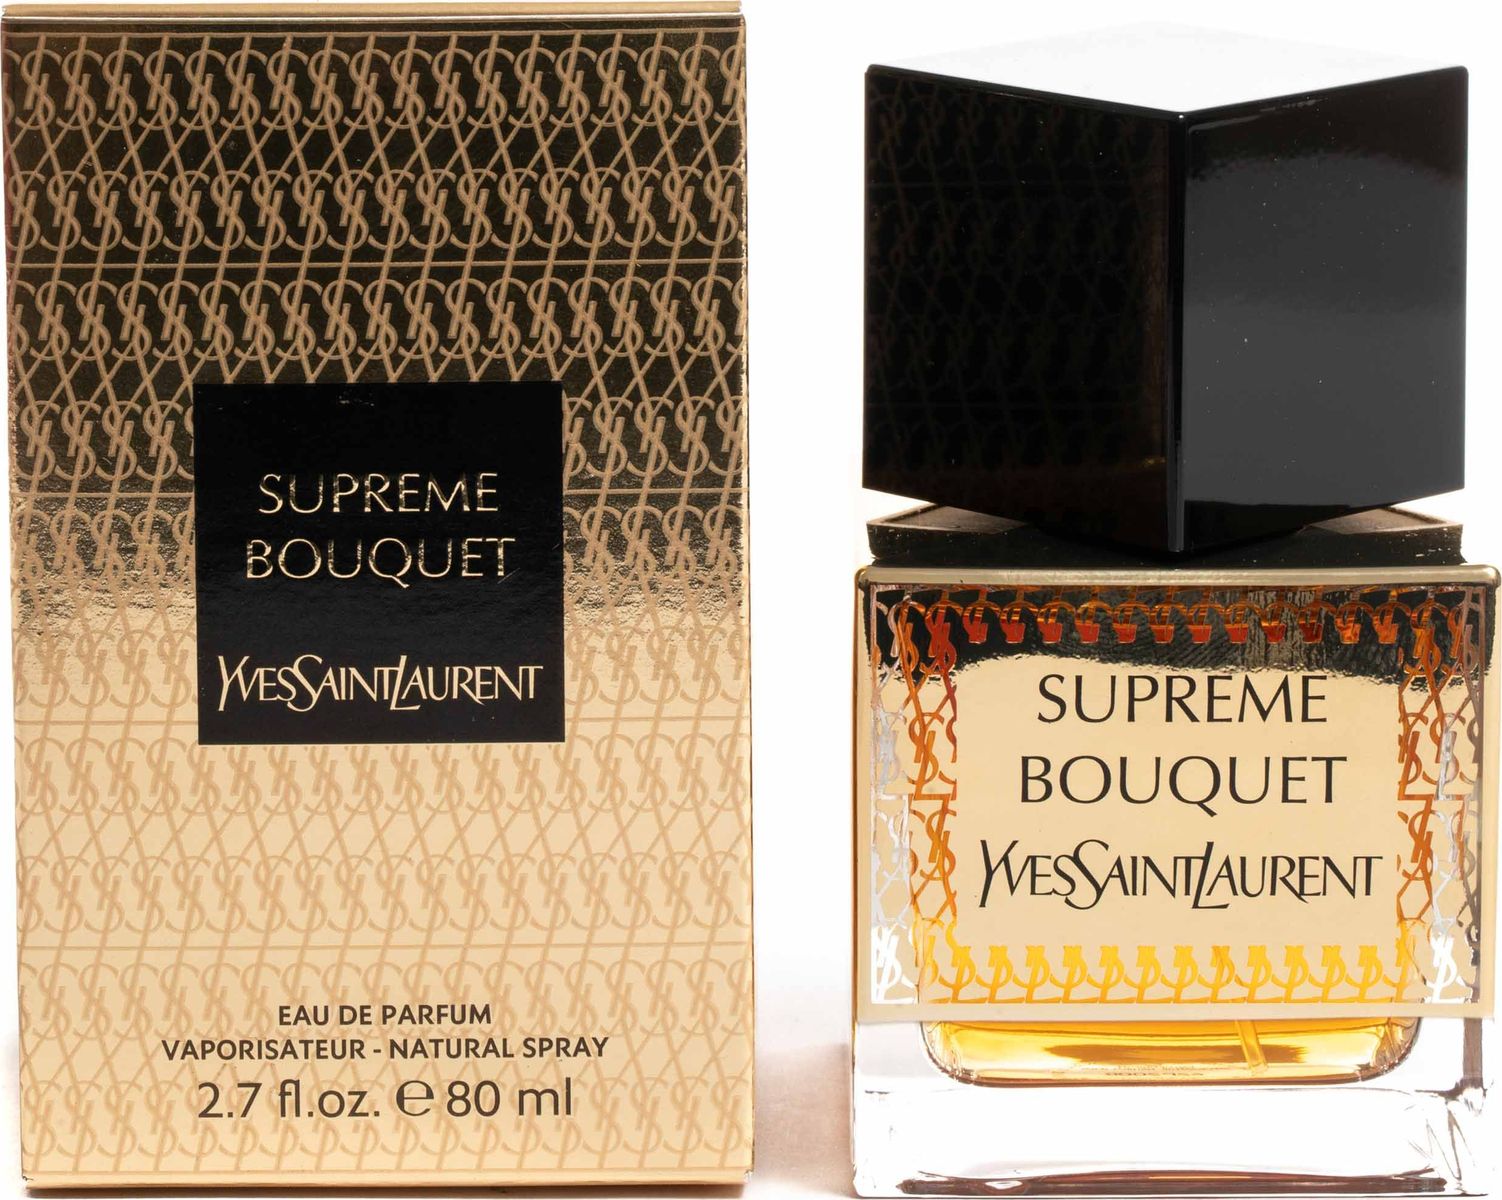 SUPREME
BOUQUET
YVESSAINTLAURENT
EAU DE PARFUM
VAPORISATEUR - NATURAL SPRAY
2.7 fl.oz. ℮ 80 ml
SUPREME
BOUQUET
YVESSAINTLAURENT